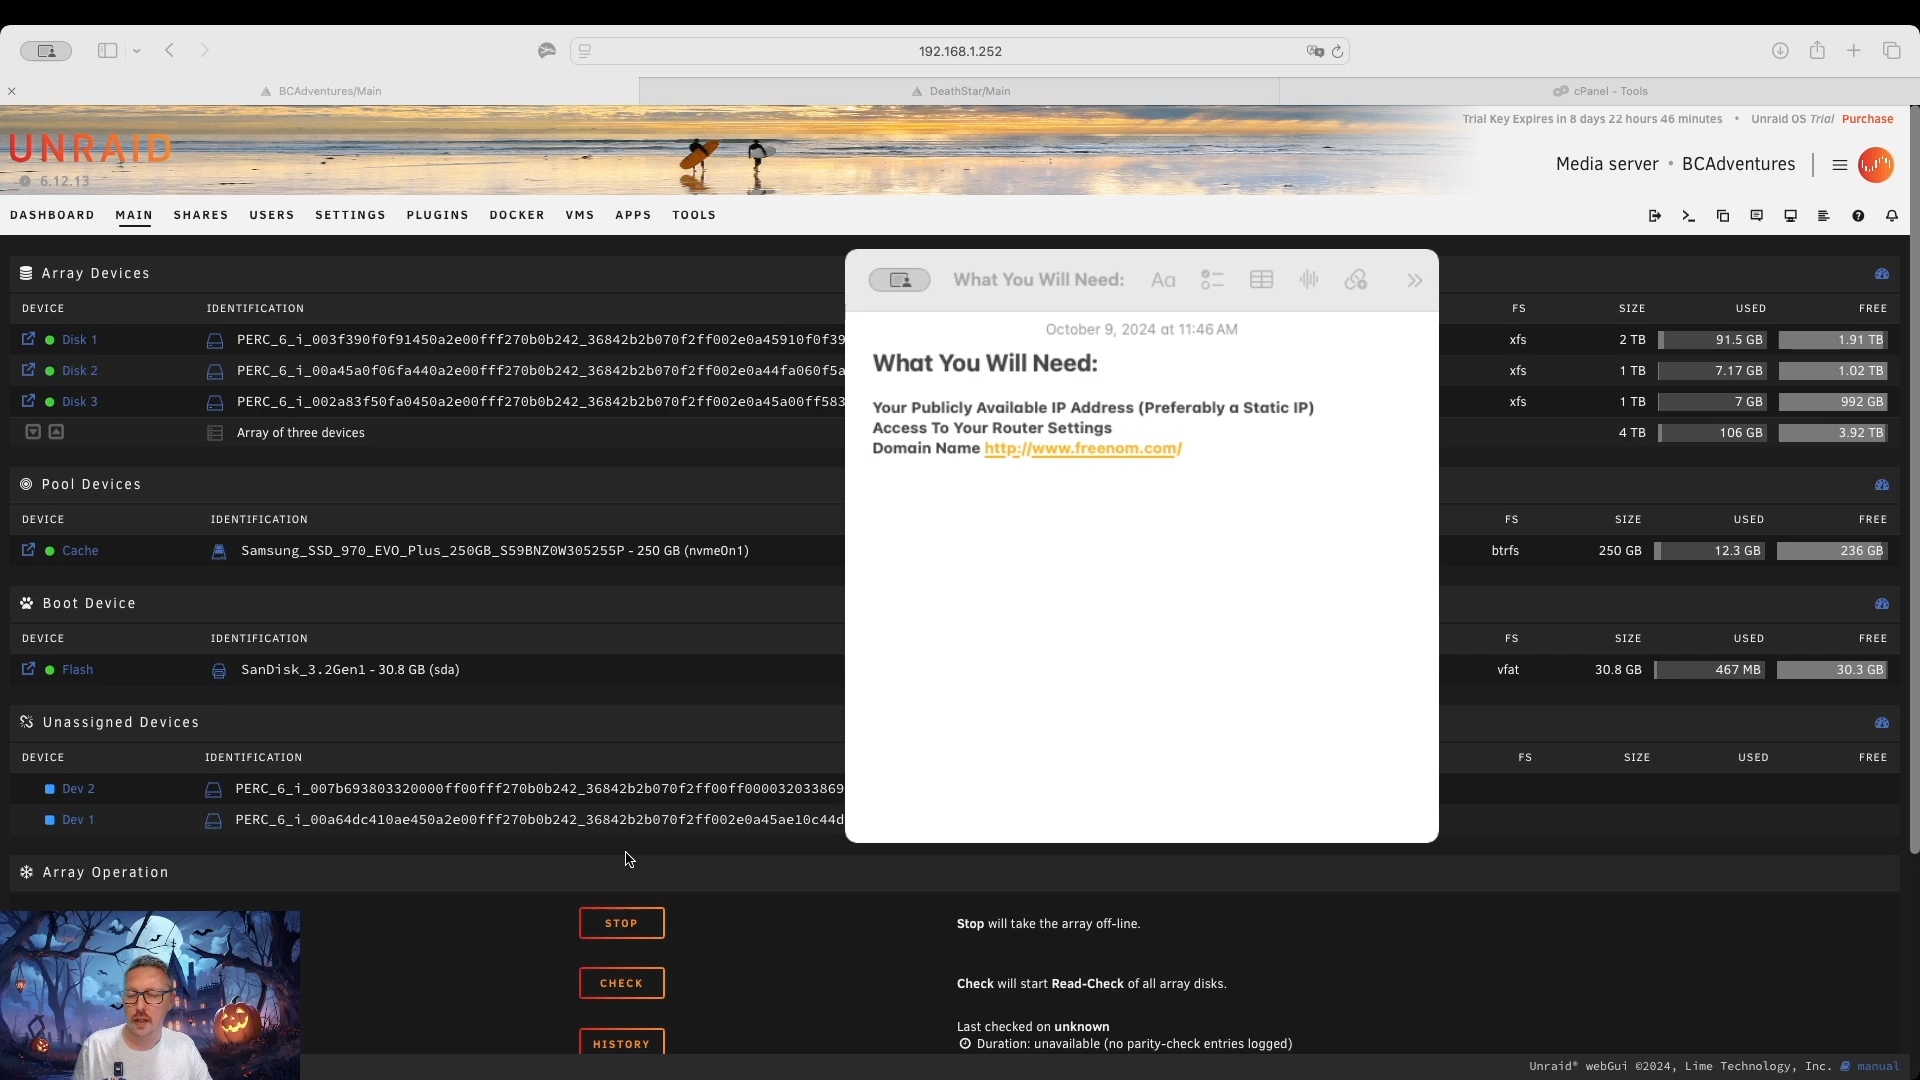 192.168.1.252
BCAdventures/Main
DeathStar/Main
cPanel - Tools
UNRAID
6.12.13
Trial Key Expires in 8 days 22 hours 46 minutes • Unraid OS Trial Purchase
Media server • BCAdventures
DASHBOARD MAIN SHARES USERS SETTINGS PLUGINS DOCKER VMS APPS TOOLS
Array Devices
DEVICE IDENTIFICATION FS SIZE USED FREE
Disk 1 PERC_6_i_003f390f0f91450a2e00fff270b0b242_36842b2b070f2ff002e0a45910f0f39 xfs 2 TB 91.5 GB 1.91 TB
Disk 2 PERC_6_i_00a45a0f06fa440a2e00fff270b0b242_36842b2b070f2ff002e0a44fa060f5a xfs 1 TB 7.17 GB 1.02 TB
Disk 3 PERC_6_i_002a83f50fa0450a2e00fff270b0b242_36842b2b070f2ff002e0a45a00ff583 xfs 1 TB 7 GB 992 GB
Array of three devices 4 TB 106 GB 3.92 TB
Pool Devices
DEVICE IDENTIFICATION FS SIZE USED FREE
Cache Samsung_SSD_970_EVO_Plus_250GB_S59BNZ0W305255P - 250 GB (nvme0n1) btrfs 250 GB 12.3 GB 236 GB
Boot Device
DEVICE IDENTIFICATION FS SIZE USED FREE
Flash SanDisk_3.2Gen1 - 30.8 GB (sda) vfat 30.8 GB 467 MB 30.3 GB
Unassigned Devices
DEVICE IDENTIFICATION FS SIZE USED FREE
Dev 2 PERC_6_i_007b693803320000ff00fff270b0b242_36842b2b070f2ff00ff000032033869
Dev 1 PERC_6_i_00a64dc410ae450a2e00fff270b0b242_36842b2b070f2ff002e0a45ae10c44d
Array Operation
STOP Stop will take the array off-line.
CHECK Check will start Read-Check of all array disks.
HISTORY Last checked on unknown
Duration: unavailable (no parity-check entries logged)
Unraid® webGui ©2024, Lime Technology, Inc. manual
What You Will Need: Aa
October 9, 2024 at 11:46 AM
What You Will Need:
Your Publicly Available IP Address (Preferably a Static IP)
Access To Your Router Settings
Domain Name http://www.freenom.com/